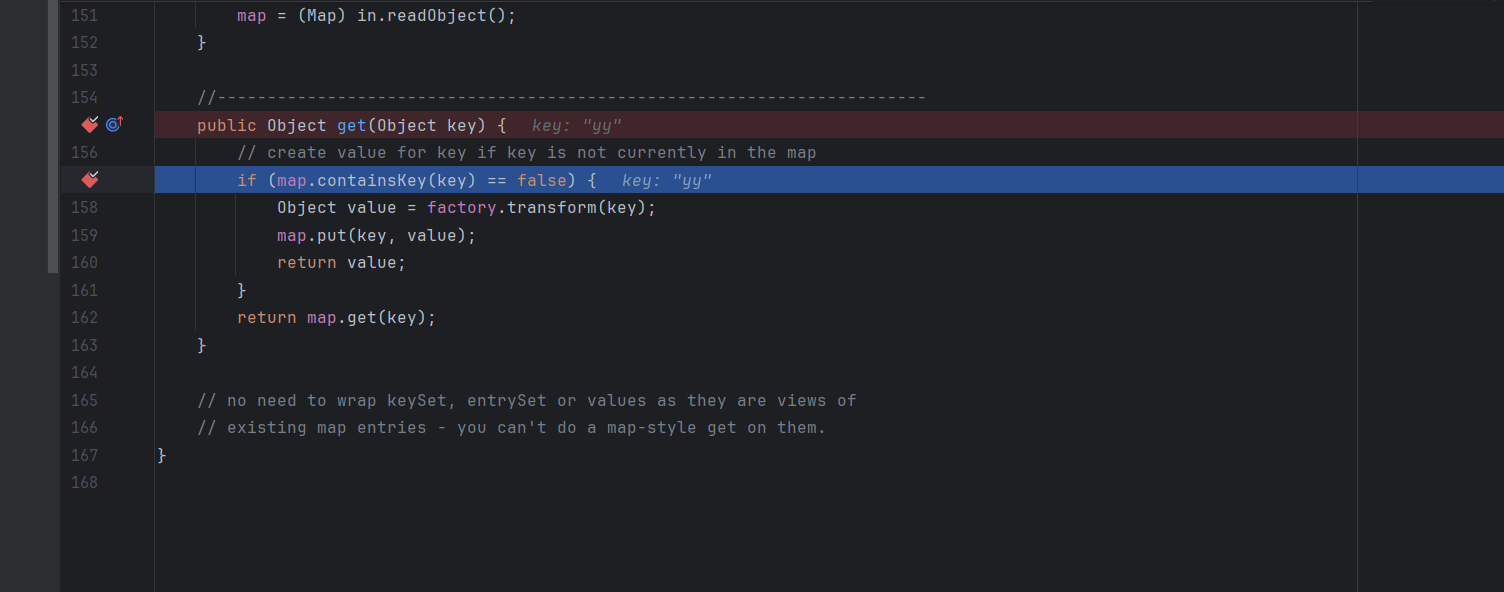 151 map = (Map) in.readObject();
152 }
153
154 //-----------------------------------------------------------------------
public Object get(Object key) { key: "yy"
156 // create value for key if key is not currently in the map
if (map.containsKey(key) == false) { key: "yy"
158 Object value = factory.transform(key);
159 map.put(key, value);
160 return value;
161 }
162 return map.get(key);
163 }
164
165 // no need to wrap keySet, entrySet or values as they are views of
166 // existing map entries - you can't do a map-style get on them.
167 }
168